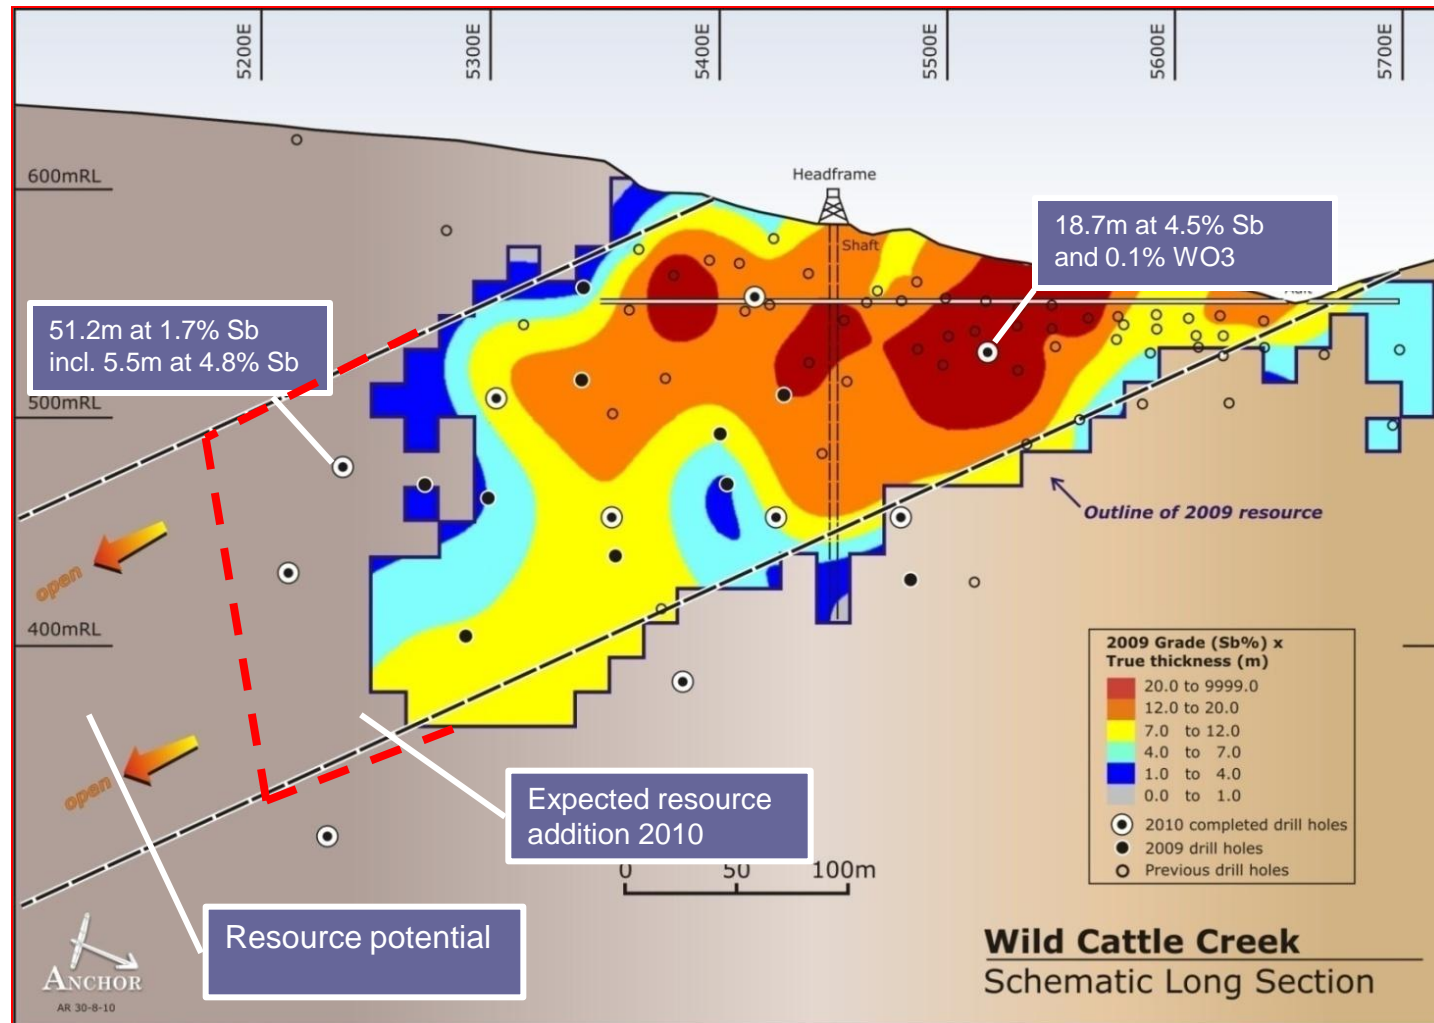 5200E
5300E
5400E
5500E
5600E
5700E
600mRL
Headframe
Shaft
18.7m at 4.5% Sb
and 0.1% WO3
51.2m at 1.7% Sb
incl. 5.5m at 4.8% Sb
500mRL
Outline of 2009 resource
open
400mRL
open
2009 Grade (Sb%) x
True thickness (m)
20.0 to 9999.0
12.0 to 20.0
7.0 to 12.0
4.0 to 7.0
1.0 to 4.0
0.0 to 1.0
2010 completed drill holes
2009 drill holes
Previous drill holes
Expected resource
addition 2010
0 50 100m
Resource potential
ANCHOR
AR 30-8-10
Wild Cattle Creek
Schematic Long Section